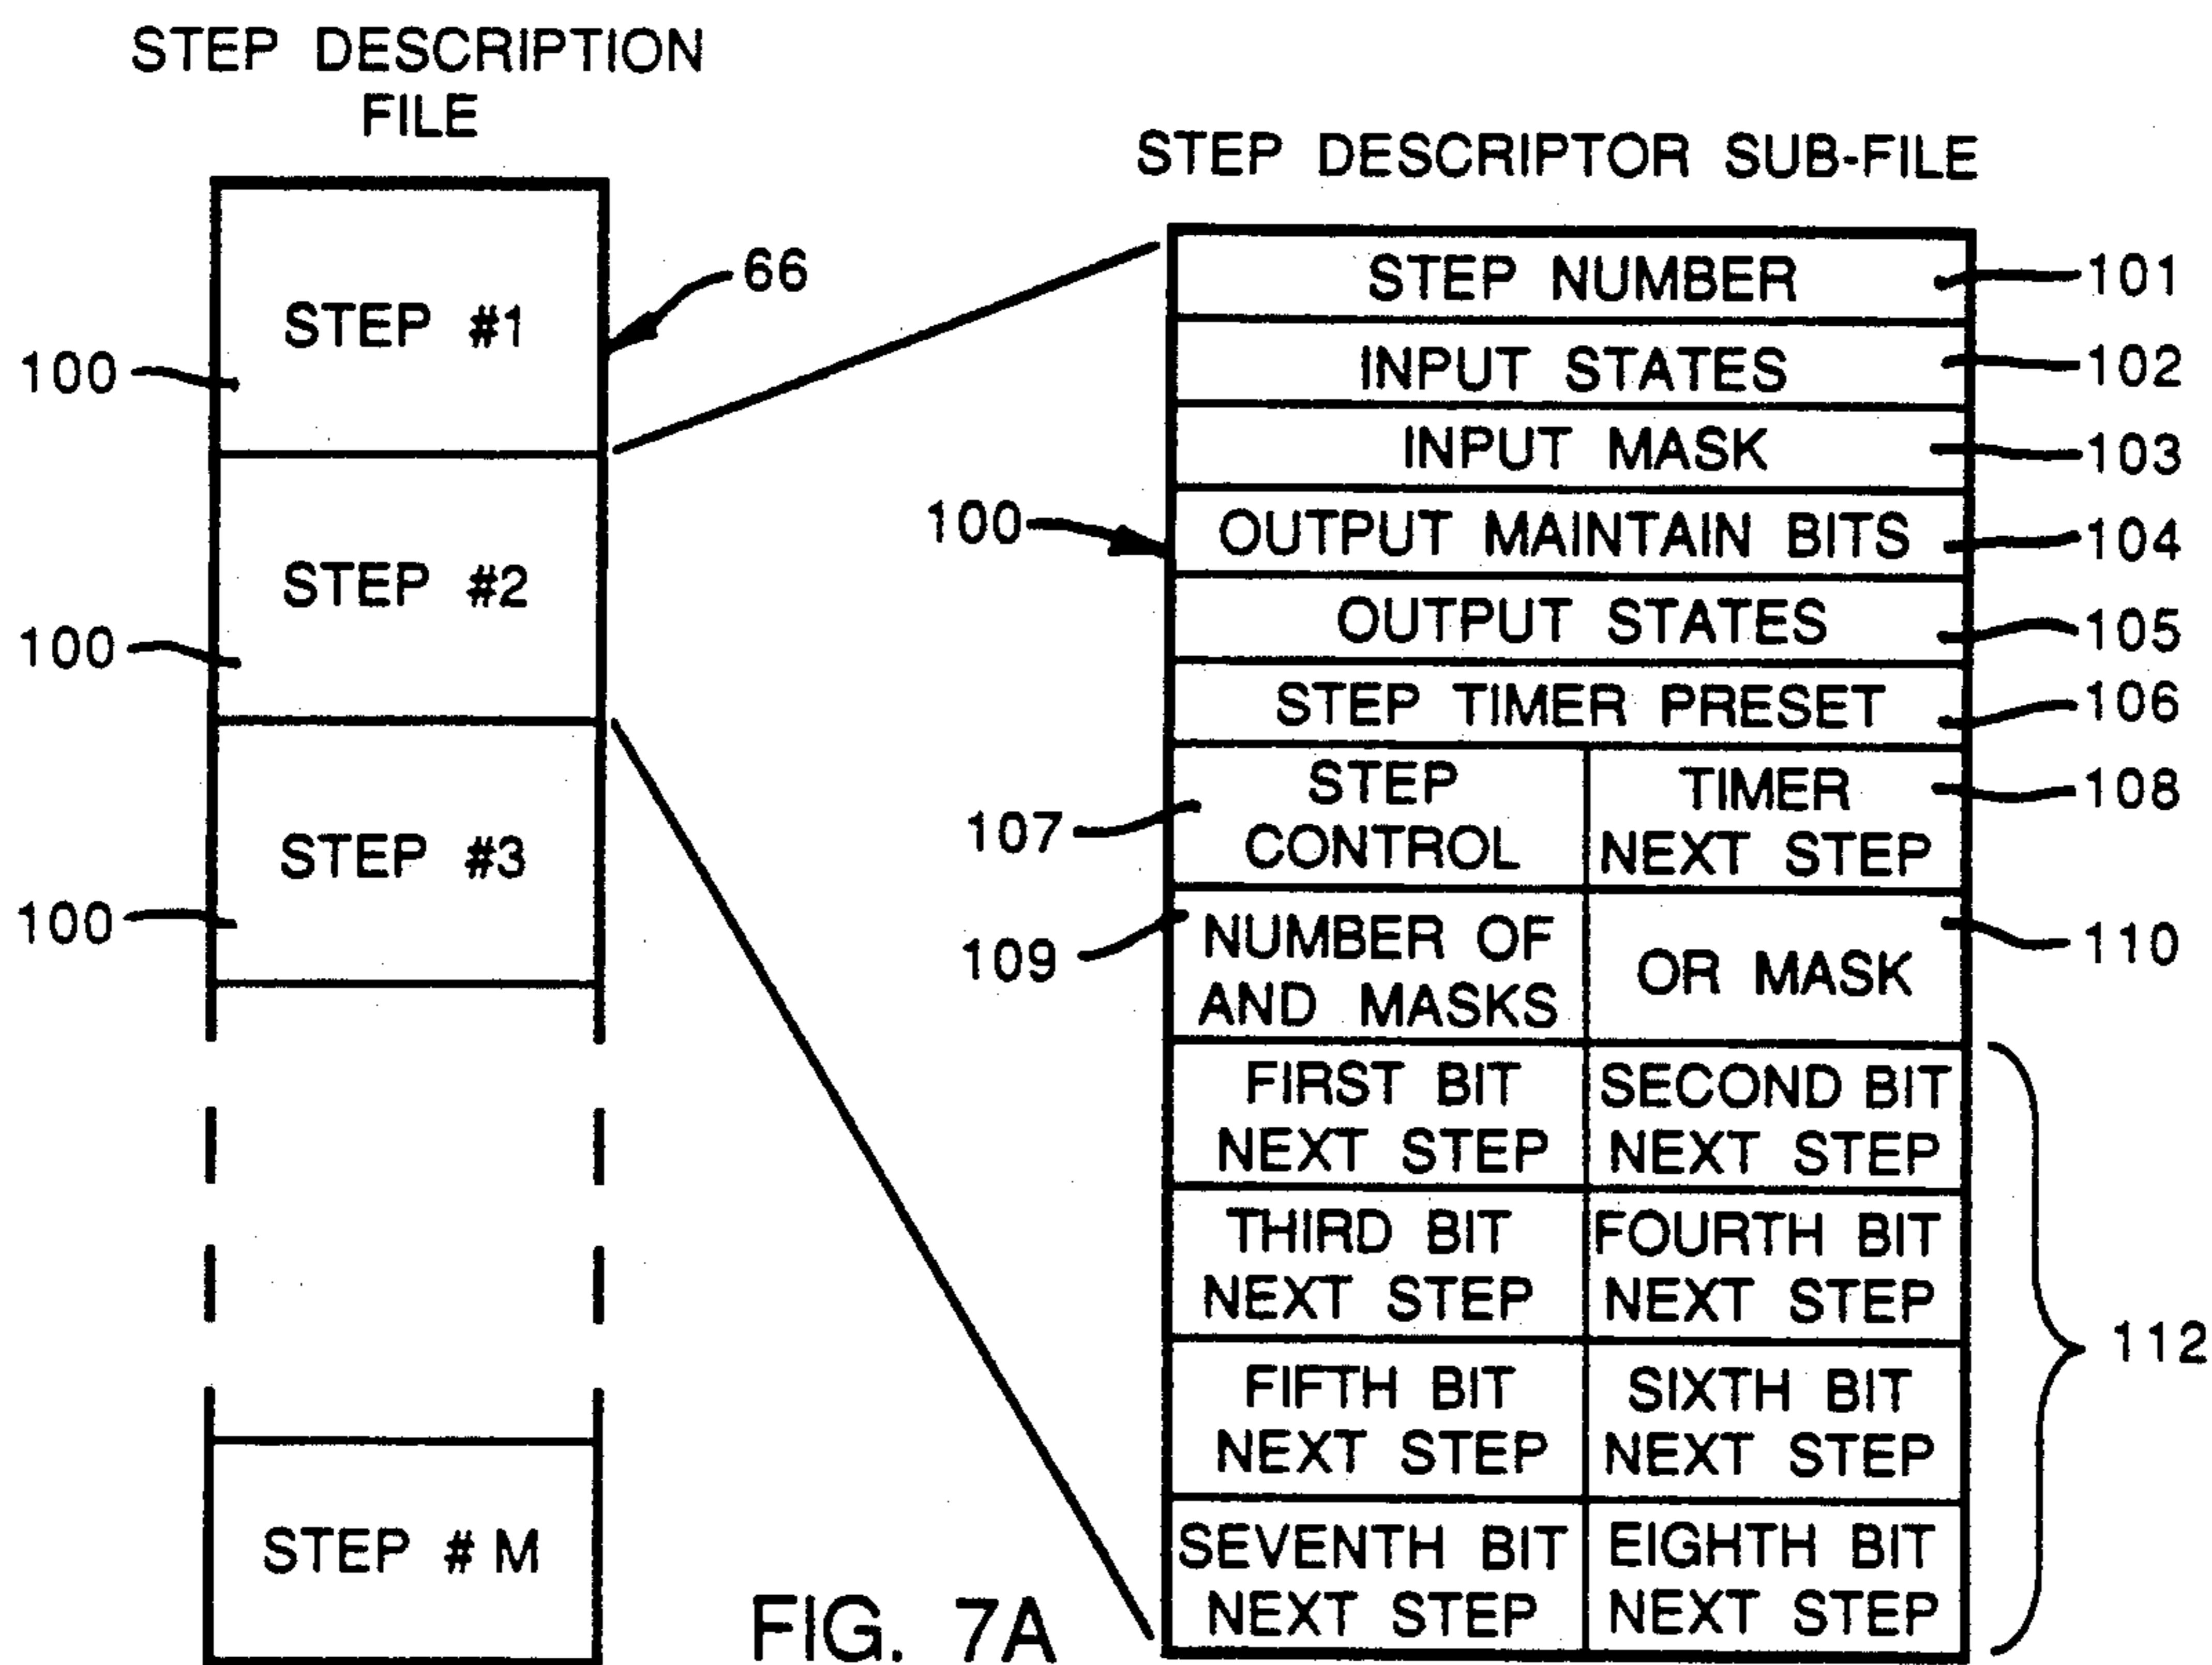 STEP DESCRIPTION
FILE
STEP #1
STEP #2
STEP #3
STEP # M
66
100
100
100
STEP DESCRIPTOR SUB-FILE
100
STEP NUMBER
101
INPUT STATES
102
INPUT MASK
103
OUTPUT MAINTAIN BITS
104
OUTPUT STATES
105
STEP TIMER PRESET
106
107
STEP
CONTROL
TIMER
NEXT STEP
108
109
NUMBER OF
AND MASKS
OR MASK
110
FIRST BIT
NEXT STEP
SECOND BIT
NEXT STEP
THIRD BIT
NEXT STEP
FOURTH BIT
NEXT STEP
FIFTH BIT
NEXT STEP
SIXTH BIT
NEXT STEP
SEVENTH BIT
NEXT STEP
EIGHTH BIT
NEXT STEP
112
FIG. 7A